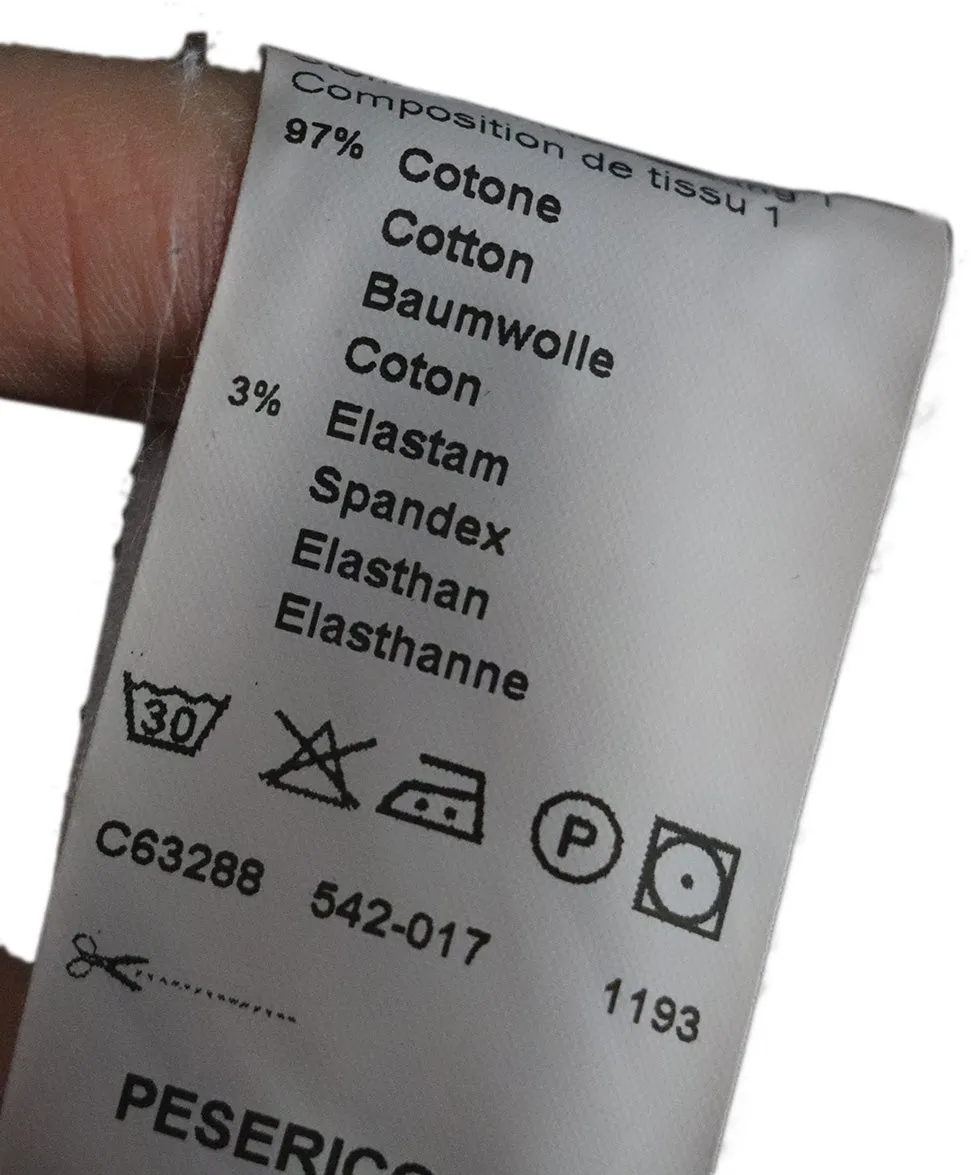 Composition de tissu 1
97% Cotone
Cotton
Baumwolle
Coton
3% Elastam
Spandex
Elasthan
Elasthanne
30
P
C63288 542-017
1193
PESERICO